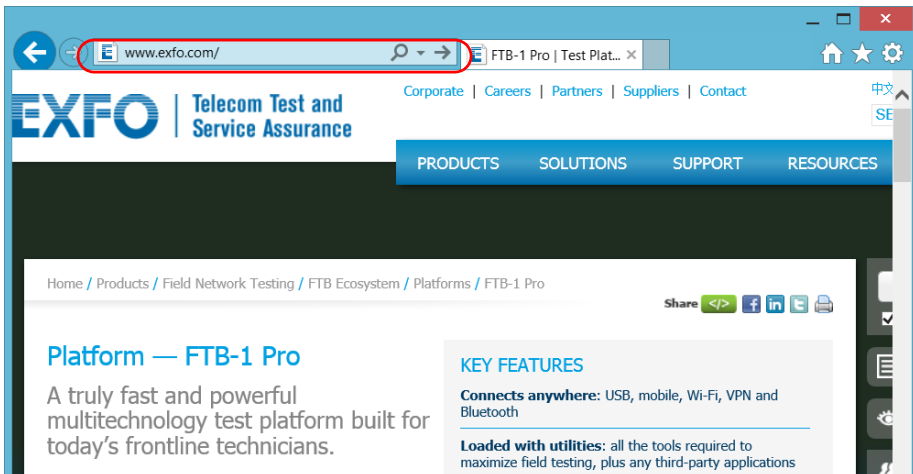 www.exfo.com/
FTB-1 Pro | Test Plat...
EXFO
Telecom Test and
Service Assurance
Corporate | Careers | Partners | Suppliers | Contact
中文
SE
PRODUCTS SOLUTIONS SUPPORT RESOURCES
Home / Products / Field Network Testing / FTB Ecosystem / Platforms / FTB-1 Pro
Share
Platform — FTB-1 Pro
A truly fast and powerful
multitechnology test platform built for
today's frontline technicians.
KEY FEATURES
Connects anywhere: USB, mobile, Wi-Fi, VPN and
Bluetooth
Loaded with utilities: all the tools required to
maximize field testing, plus any third-party applications